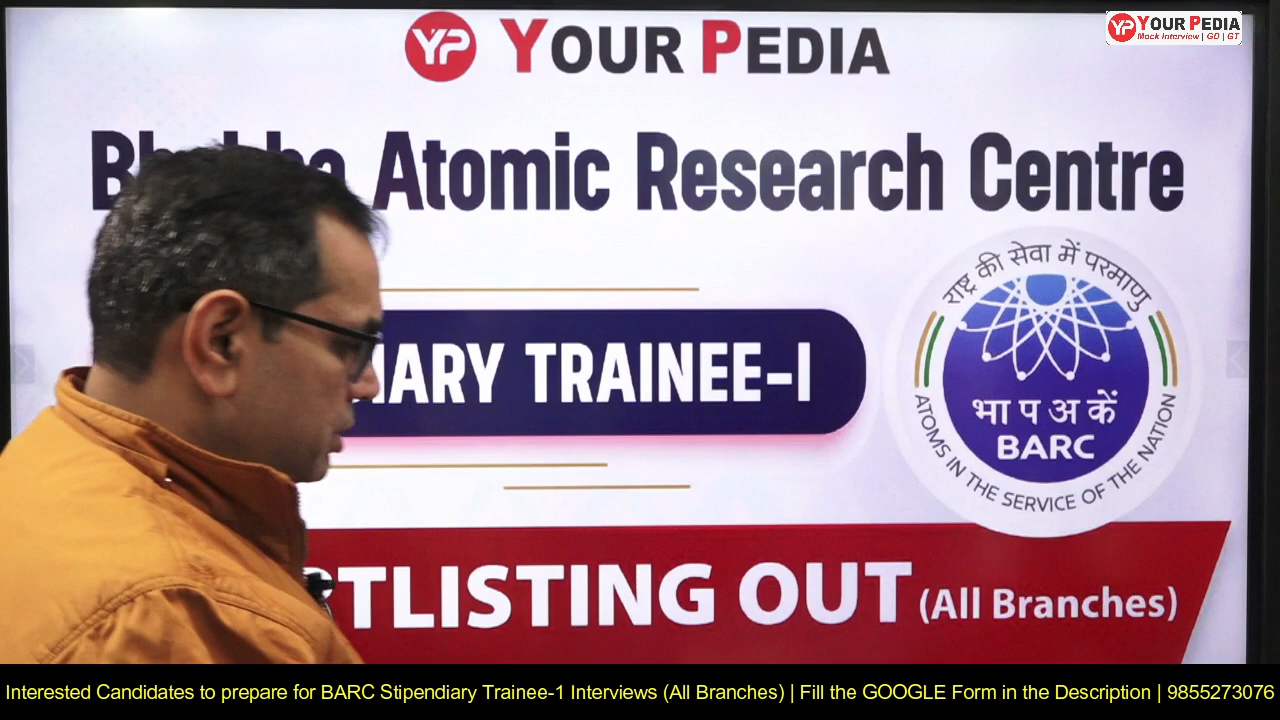 YP YOUR PEDIA
YP YOUR PEDIA
Mock Interview | GD | GT
Atomic Research Centre
IARY TRAINEE-I
राष्ट्र की सेवा में परमाणु
भा प अ कें
BARC
ATOMS IN THE SERVICE OF THE NATION
TLISTING OUT (All Branches)
Interested Candidates to prepare for BARC Stipendiary Trainee-1 Interviews (All Branches) | Fill the GOOGLE Form in the Description | 9855273076